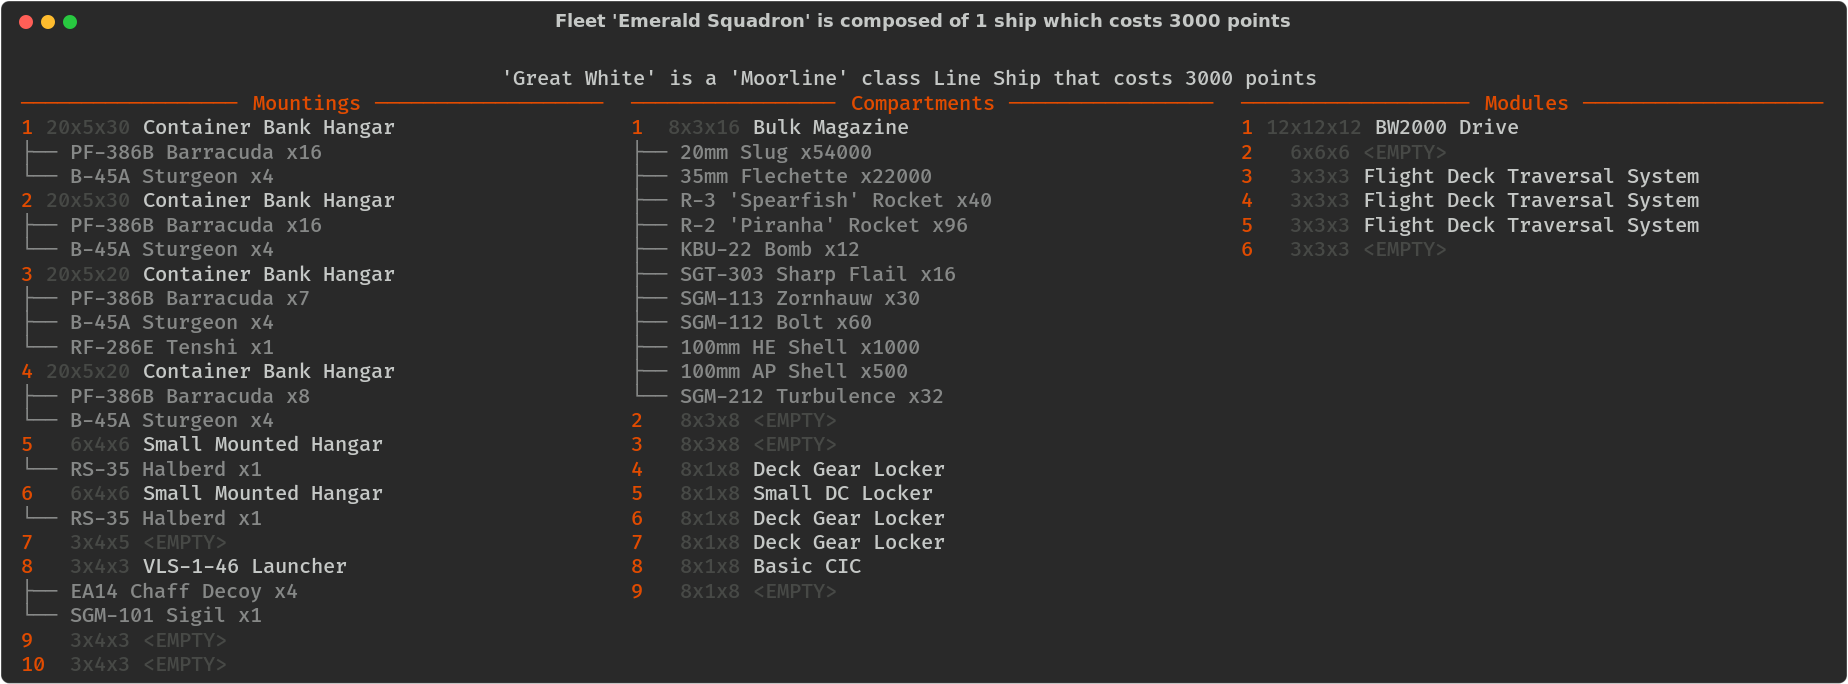 Fleet 'Emerald Squadron' is composed of 1 ship which costs 3000 points
'Great White' is a 'Moorline' class Line Ship that costs 3000 points
Mountings
1 20x5x30 Container Bank Hangar
├── PF-386B Barracuda x16
└── B-45A Sturgeon x4
2 20x5x30 Container Bank Hangar
├── PF-386B Barracuda x16
└── B-45A Sturgeon x4
3 20x5x20 Container Bank Hangar
├── PF-386B Barracuda x7
├── B-45A Sturgeon x4
└── RF-286E Tenshi x1
4 20x5x20 Container Bank Hangar
├── PF-386B Barracuda x8
└── B-45A Sturgeon x4
5 6x4x6 Small Mounted Hangar
└── RS-35 Halberd x1
6 6x4x6 Small Mounted Hangar
└── RS-35 Halberd x1
7 3x4x5 <EMPTY>
8 3x4x3 VLS-1-46 Launcher
├── EA14 Chaff Decoy x4
└── SGM-101 Sigil x1
9 3x4x3 <EMPTY>
10 3x4x3 <EMPTY>
Compartments
1 8x3x16 Bulk Magazine
├── 20mm Slug x54000
├── 35mm Flechette x22000
├── R-3 'Spearfish' Rocket x40
├── R-2 'Piranha' Rocket x96
├── KBU-22 Bomb x12
├── SGT-303 Sharp Flail x16
├── SGM-113 Zornhauw x30
├── SGM-112 Bolt x60
├── 100mm HE Shell x1000
├── 100mm AP Shell x500
└── SGM-212 Turbulence x32
2 8x3x8 <EMPTY>
3 8x3x8 <EMPTY>
4 8x1x8 Deck Gear Locker
5 8x1x8 Small DC Locker
6 8x1x8 Deck Gear Locker
7 8x1x8 Deck Gear Locker
8 8x1x8 Basic CIC
9 8x1x8 <EMPTY>
Modules
1 12x12x12 BW2000 Drive
2 6x6x6 <EMPTY>
3 3x3x3 Flight Deck Traversal System
4 3x3x3 Flight Deck Traversal System
5 3x3x3 Flight Deck Traversal System
6 3x3x3 <EMPTY>